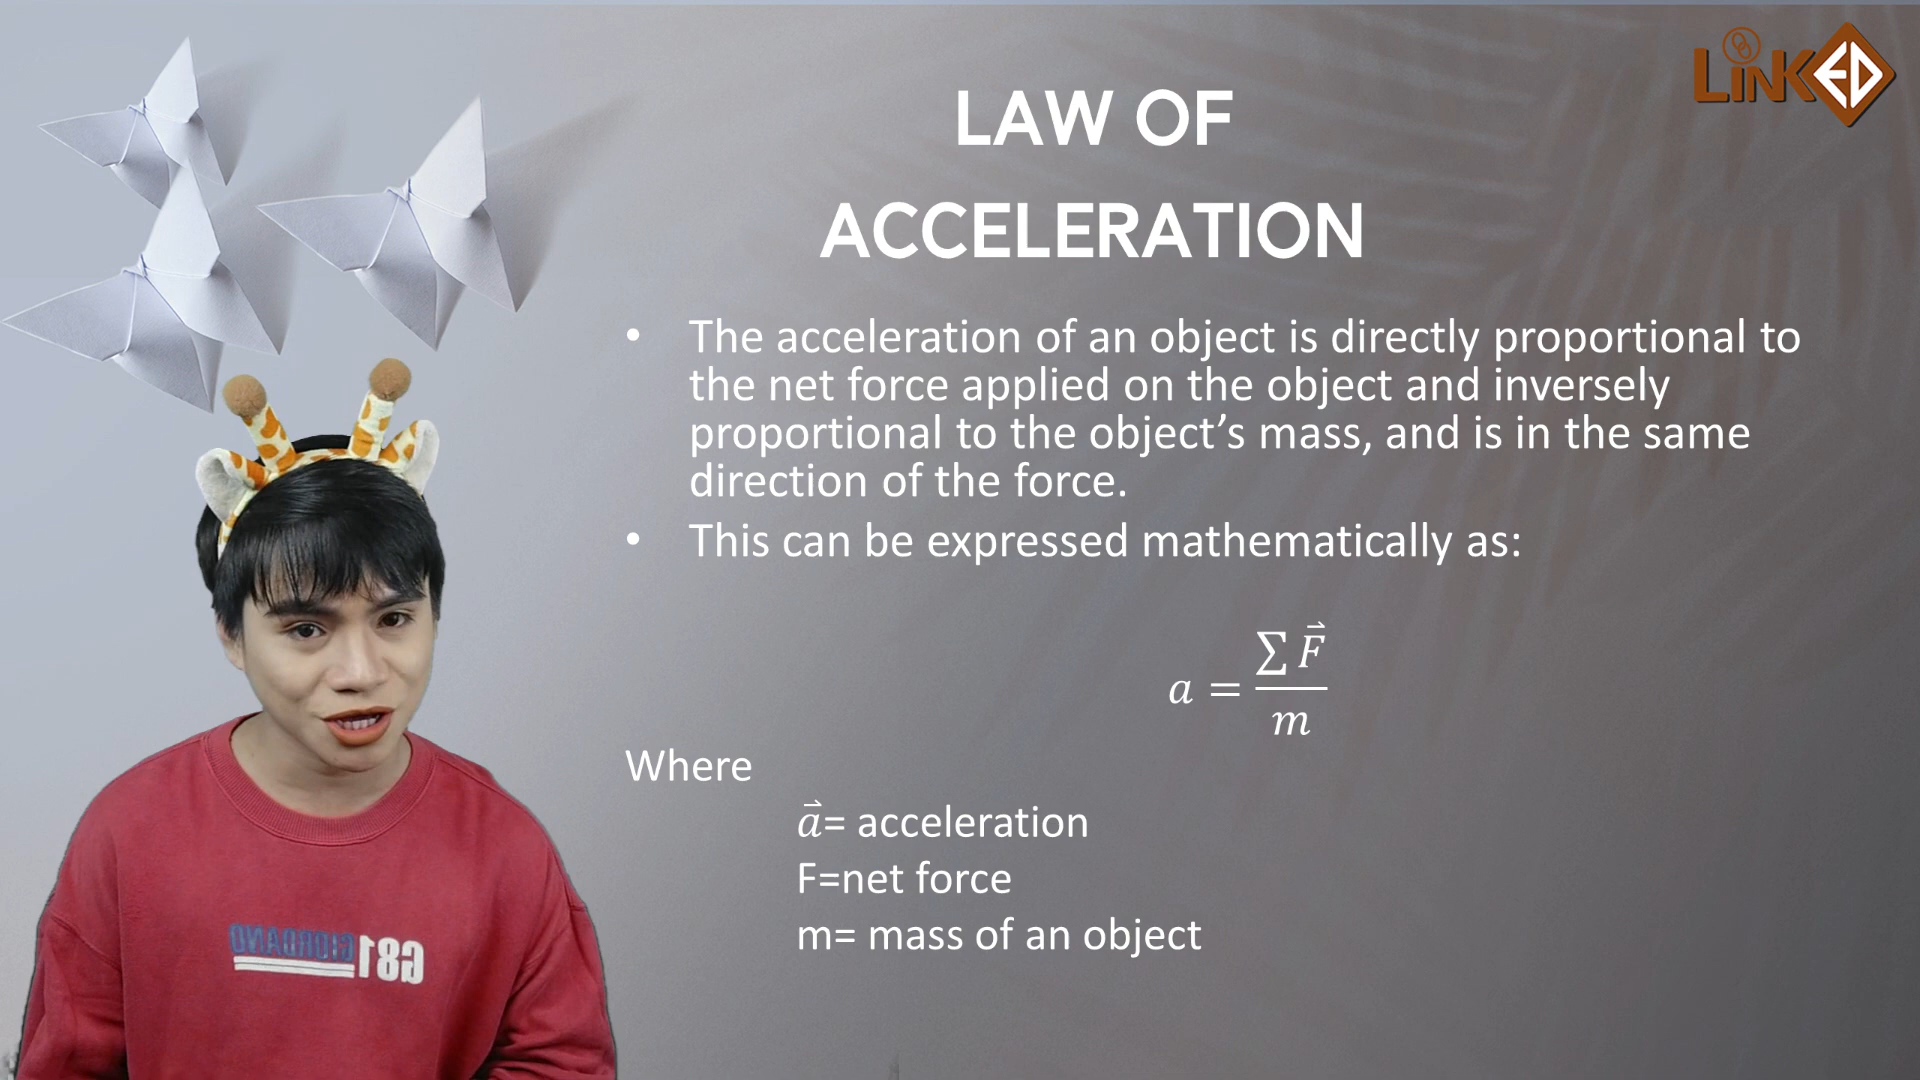 LINKED
LAW OF
ACCELERATION
• The acceleration of an object is directly proportional to
the net force applied on the object and inversely
proportional to the object’s mass, and is in the same
direction of the force.
• This can be expressed mathematically as:
a = ∑ F⃗ / m
Where
a⃗= acceleration
F=net force
m= mass of an object
GIORDANO G81